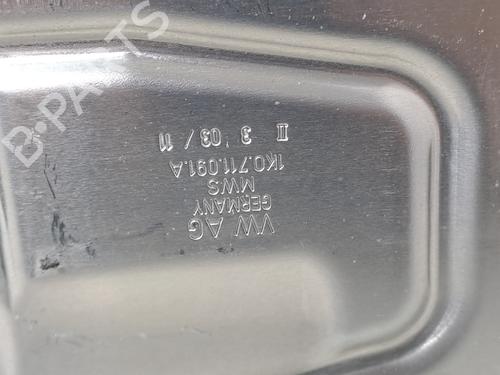 VW AG
GERMANY
MWS
1K0.711.091.A
II 3 03 / 11
B-PARTS